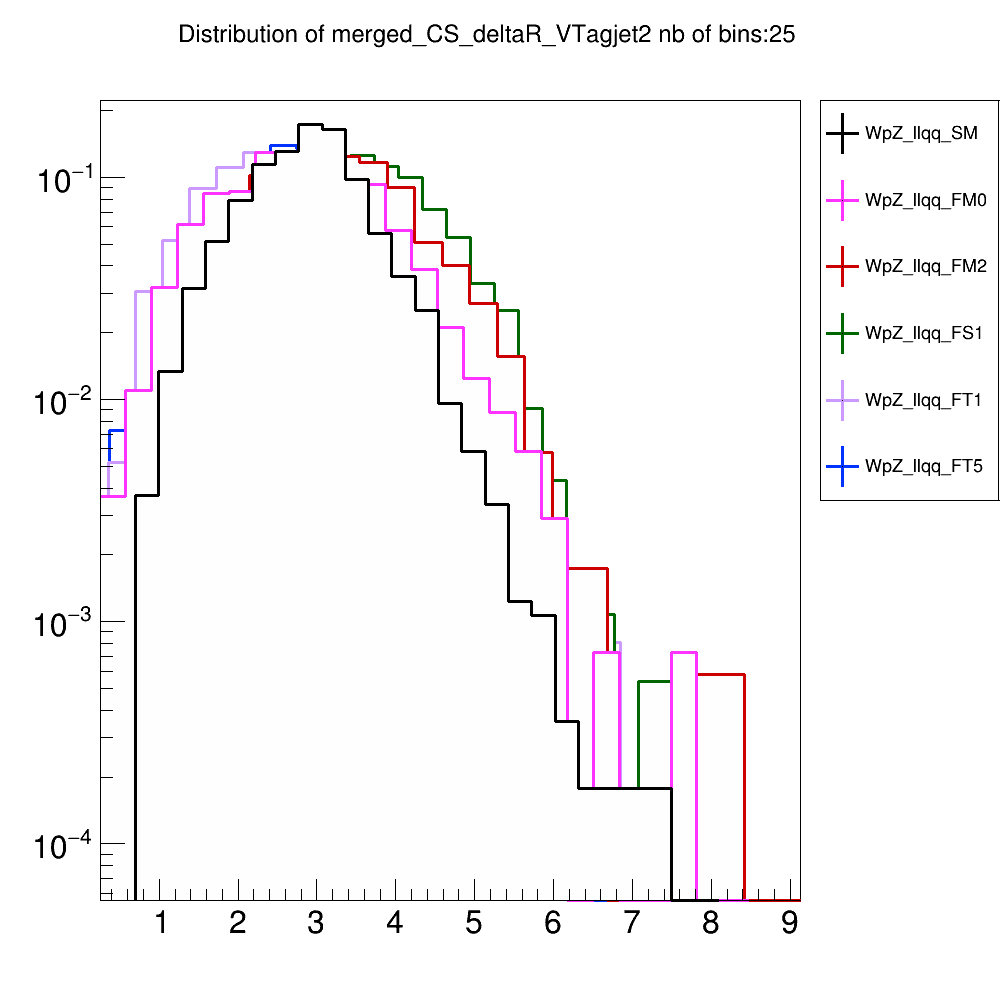 Distribution of merged_CS_deltaR_VTagjet2 nb of bins:25
WpZ_llqq_SM
WpZ_llqq_FM0
WpZ_llqq_FM2
WpZ_llqq_FS1
WpZ_llqq_FT1
WpZ_llqq_FT5
10⁻¹
10⁻²
10⁻³
10⁻⁴
1 2 3 4 5 6 7 8 9